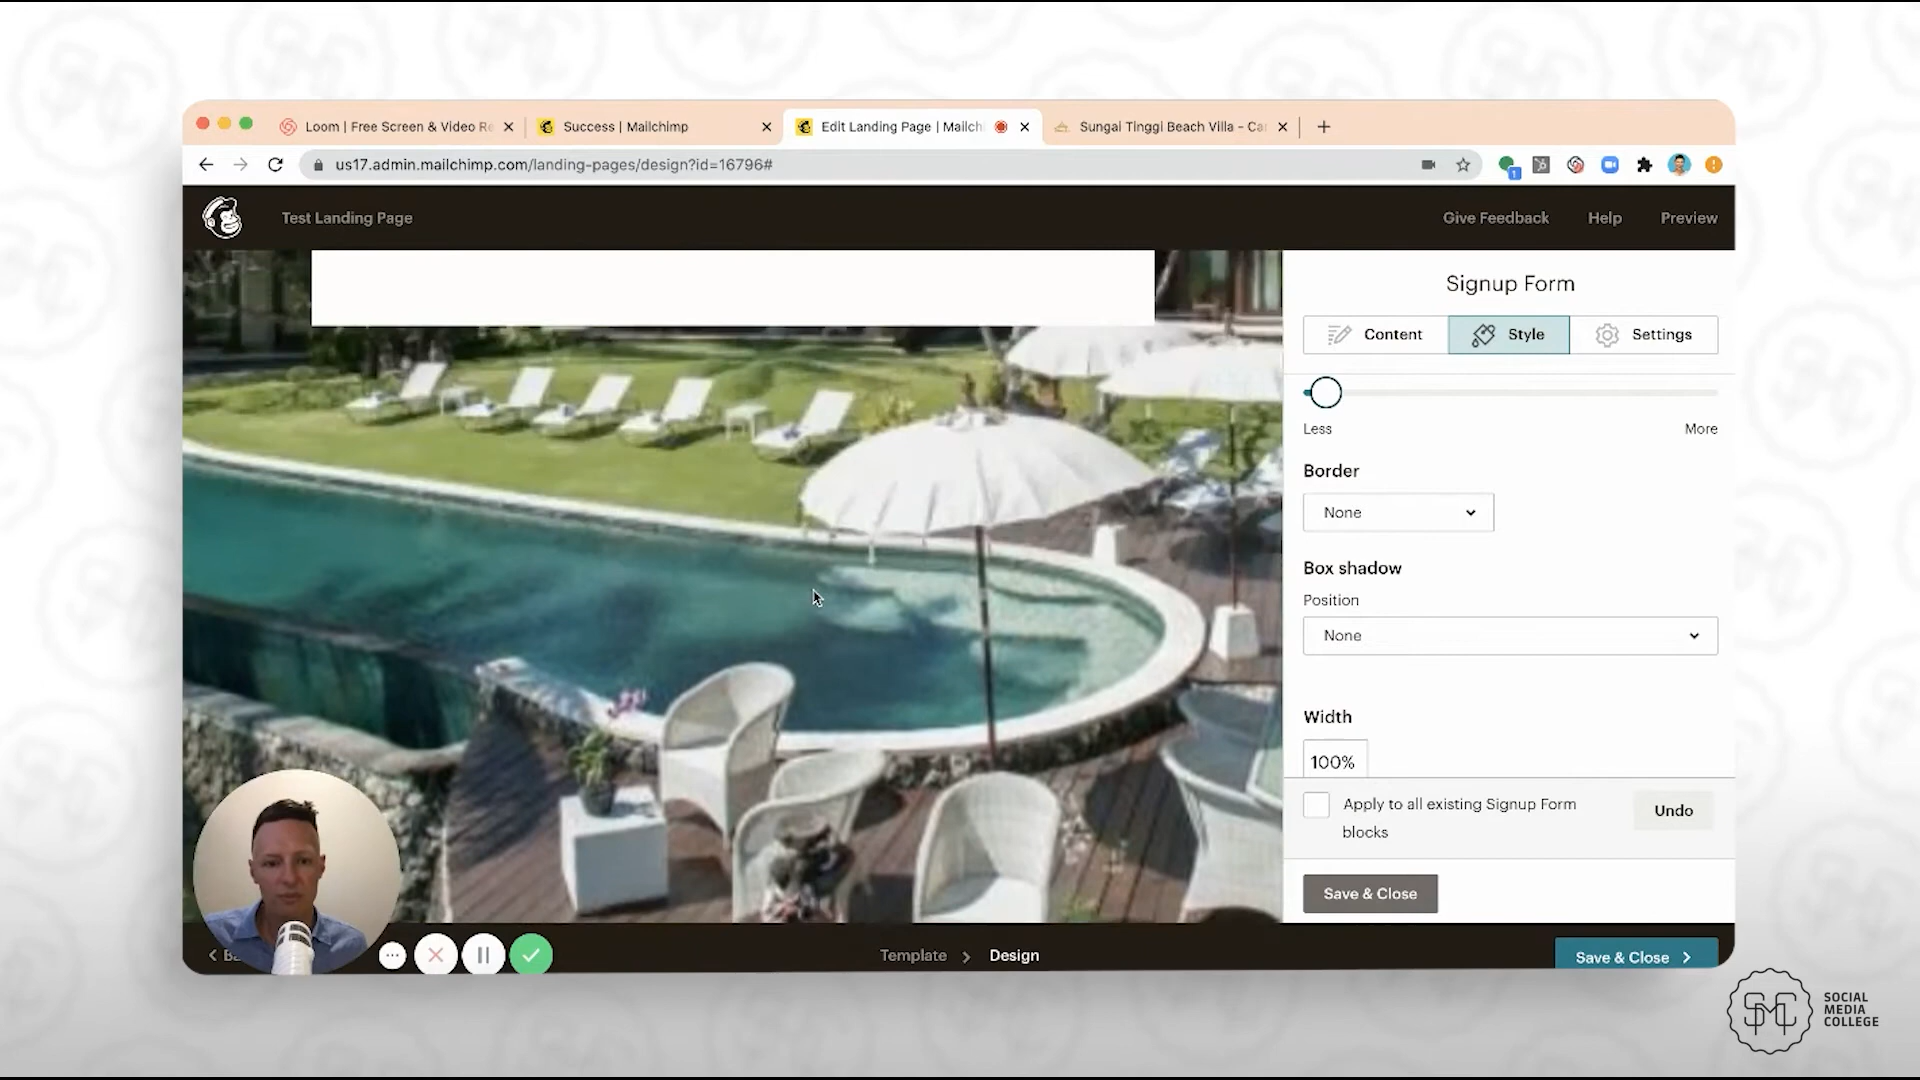 Loom | Free Screen & Video Re
Success | Mailchimp
Edit Landing Page | Mailch
Sungai Tinggi Beach Villa - Ca
us17.admin.mailchimp.com/landing-pages/design?id=16796#
1
Test Landing Page
Give Feedback
Help
Preview
Signup Form
Content
Style
Settings
Less
More
Border
None
Box shadow
Position
None
Width
100%
Apply to all existing Signup Form
blocks
Undo
Save & Close
Template
Design
Save & Close
SMC
SOCIAL
MEDIA
COLLEGE